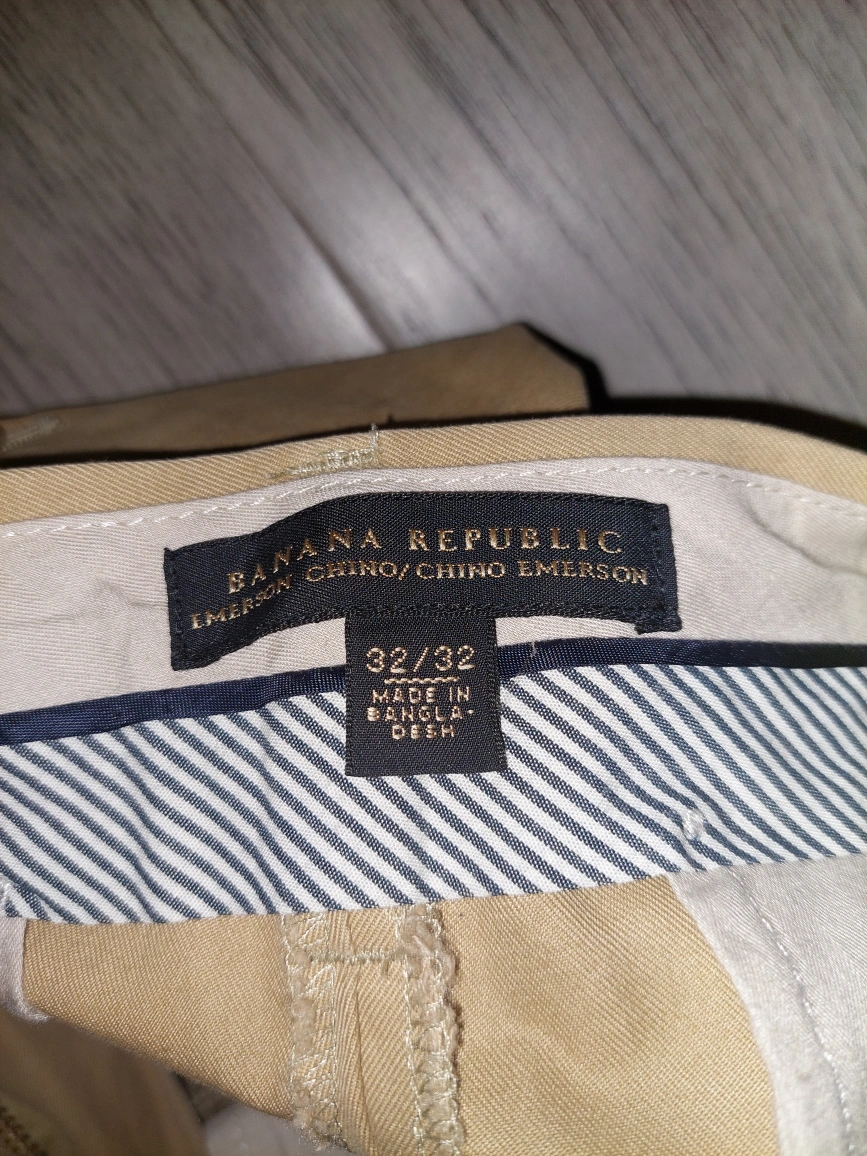 BANANA REPUBLIC
EMERSON CHINO/CHINO EMERSON
32/32
MADE IN
BANGLA-
DESH